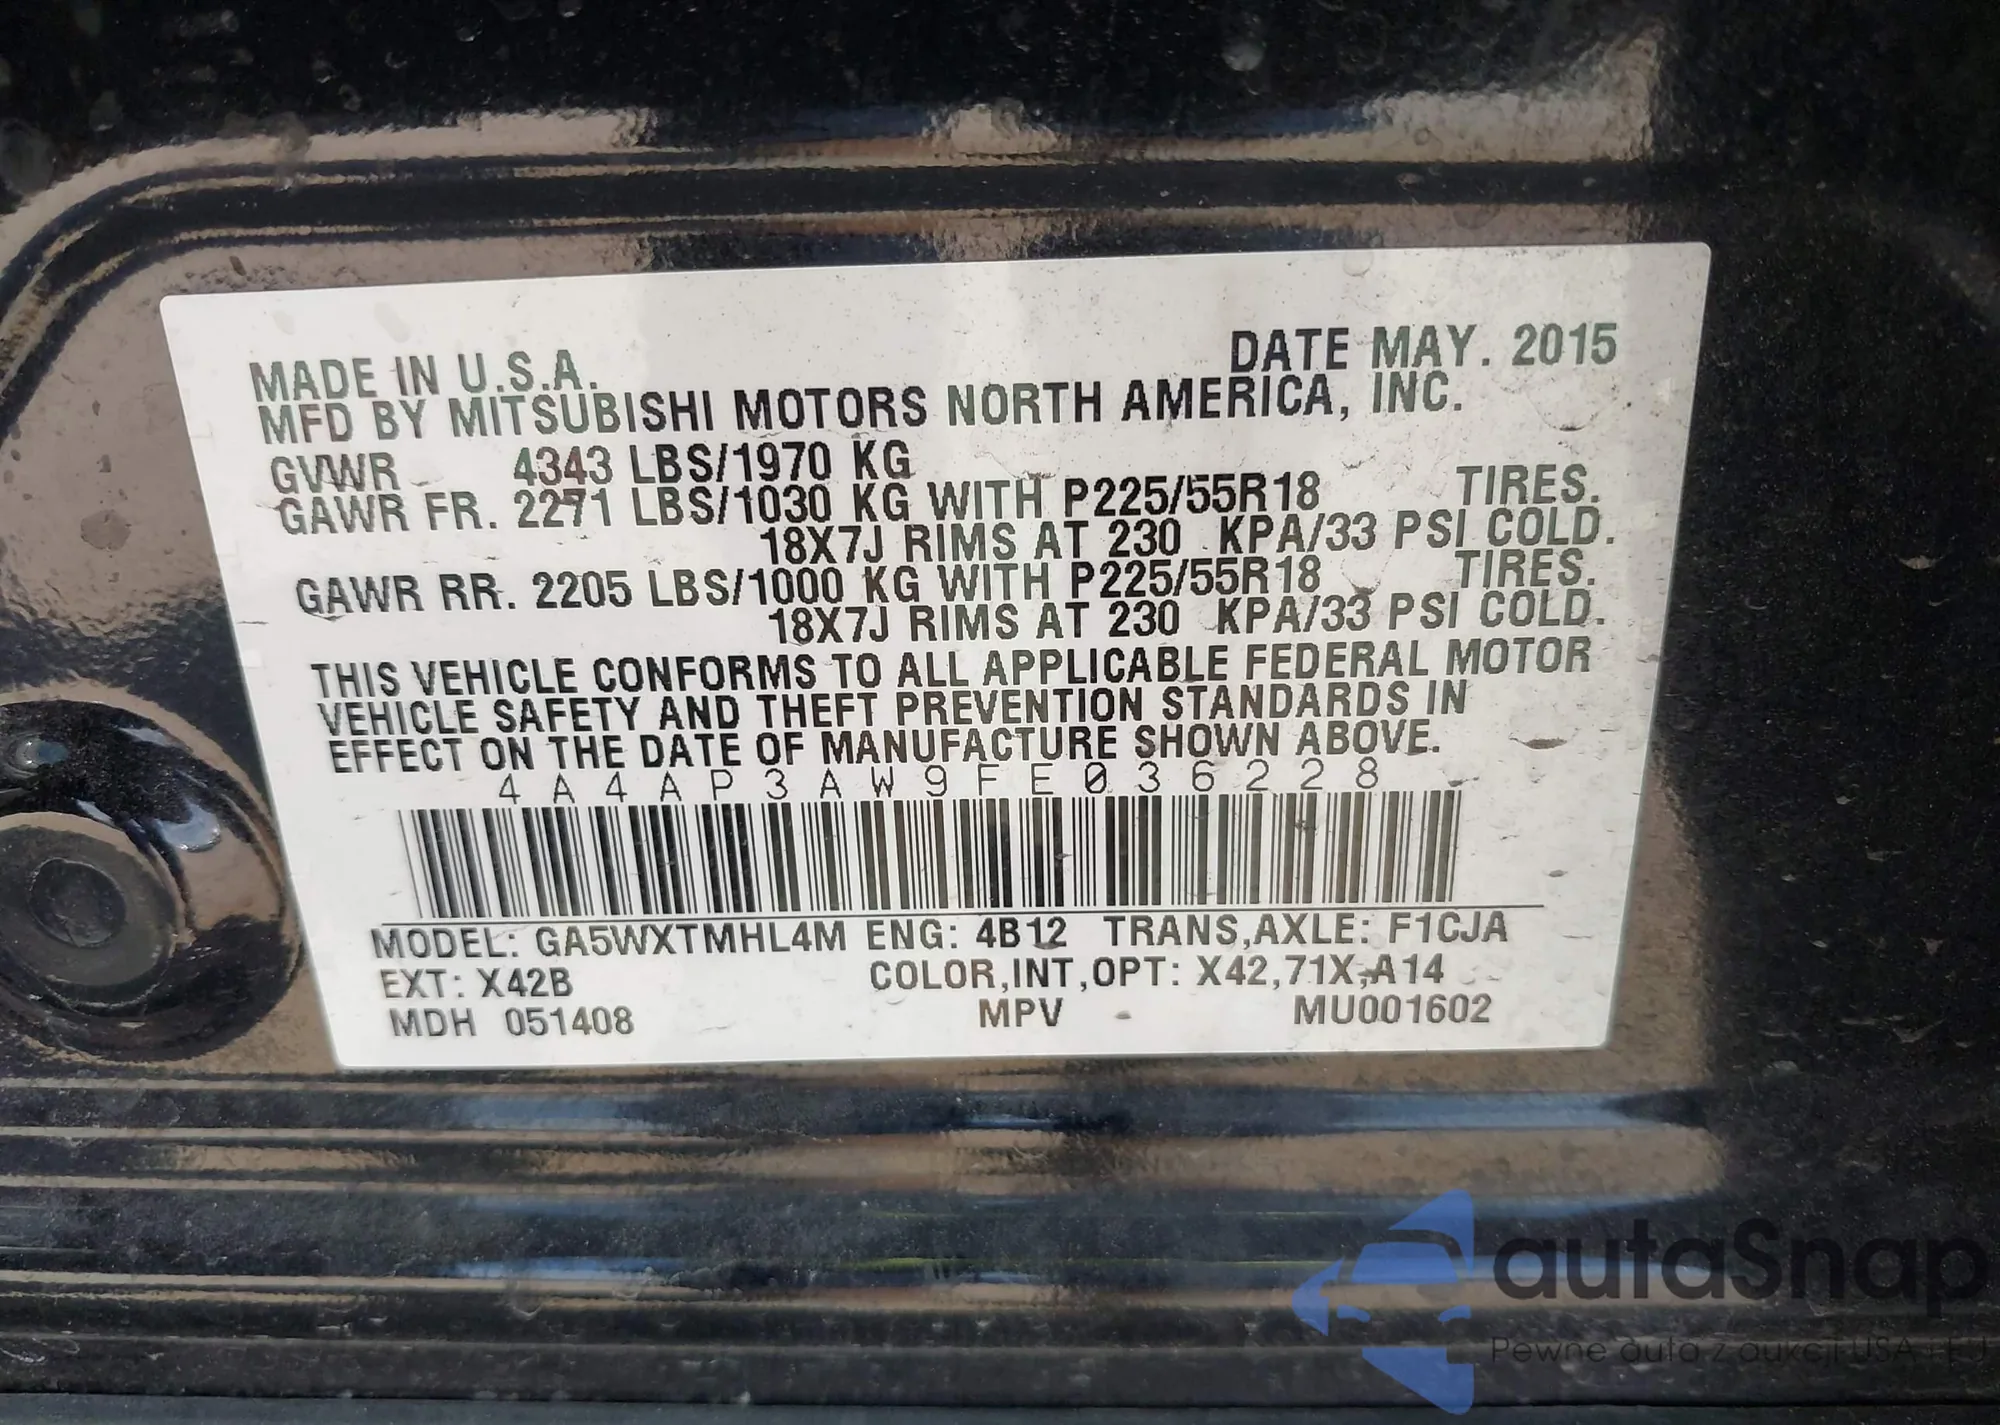 DATE MAY. 2015
MADE IN U.S.A.
MFD BY MITSUBISHI MOTORS NORTH AMERICA, INC.
GVWR 4343 LBS/1970 KG
GAWR FR. 2271 LBS/1030 KG WITH P225/55R18 TIRES.
18X7J RIMS AT 230 KPA/33 PSI COLD.
GAWR RR. 2205 LBS/1000 KG WITH P225/55R18 TIRES.
18X7J RIMS AT 230 KPA/33 PSI COLD.
THIS VEHICLE CONFORMS TO ALL APPLICABLE FEDERAL MOTOR
VEHICLE SAFETY AND THEFT PREVENTION STANDARDS IN
EFFECT ON THE DATE OF MANUFACTURE SHOWN ABOVE.
4A4AP3AW9FE036228
MODEL: GA5WXTMHL4M ENG: 4B12 TRANS,AXLE: F1CJA
EXT: X42B COLOR,INT,OPT: X42,71X,A14
MDH 051408 MPV MU001602
autaSnap
Pewne auta z aukcji USA i EU